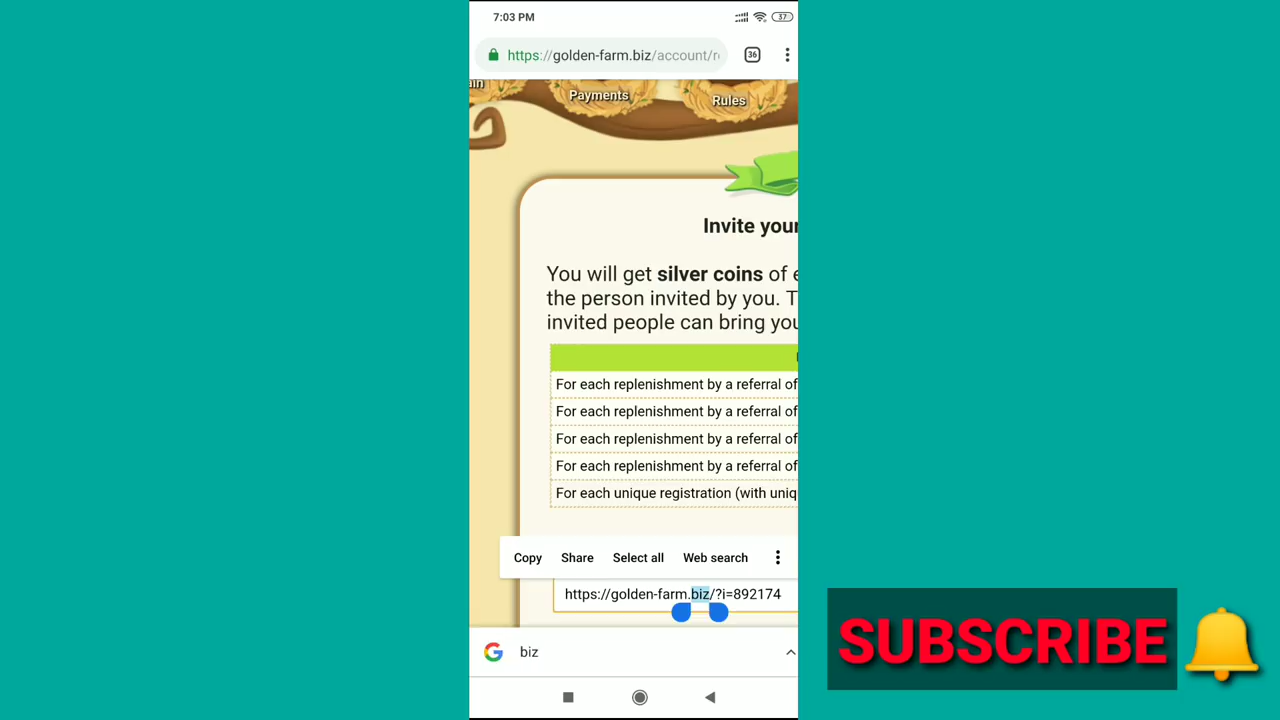 7:03 PM
37
https://golden-farm.biz/account/r
36
ain
Payments
Rules
Invite your
You will get silver coins of e
the person invited by you. T
invited people can bring you
For each replenishment by a referral of
For each replenishment by a referral of
For each replenishment by a referral of
For each replenishment by a referral of
For each unique registration (with uniq
Copy Share Select all Web search
https://golden-farm.biz/?i=892174
biz
SUBSCRIBE